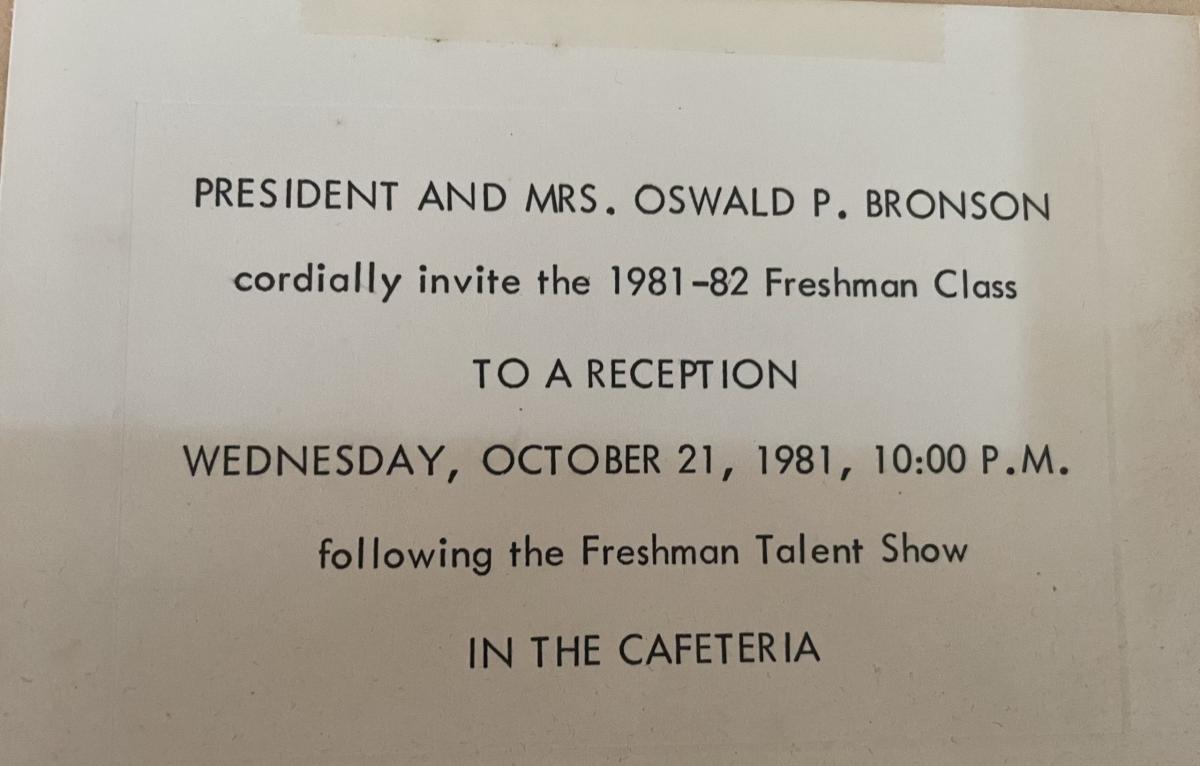 PRESIDENT AND MRS. OSWALD P. BRONSON
cordially invite the 1981-82 Freshman Class
TO A RECEPTION
WEDNESDAY, OCTOBER 21, 1981, 10:00 P.M.
following the Freshman Talent Show
IN THE CAFETERIA